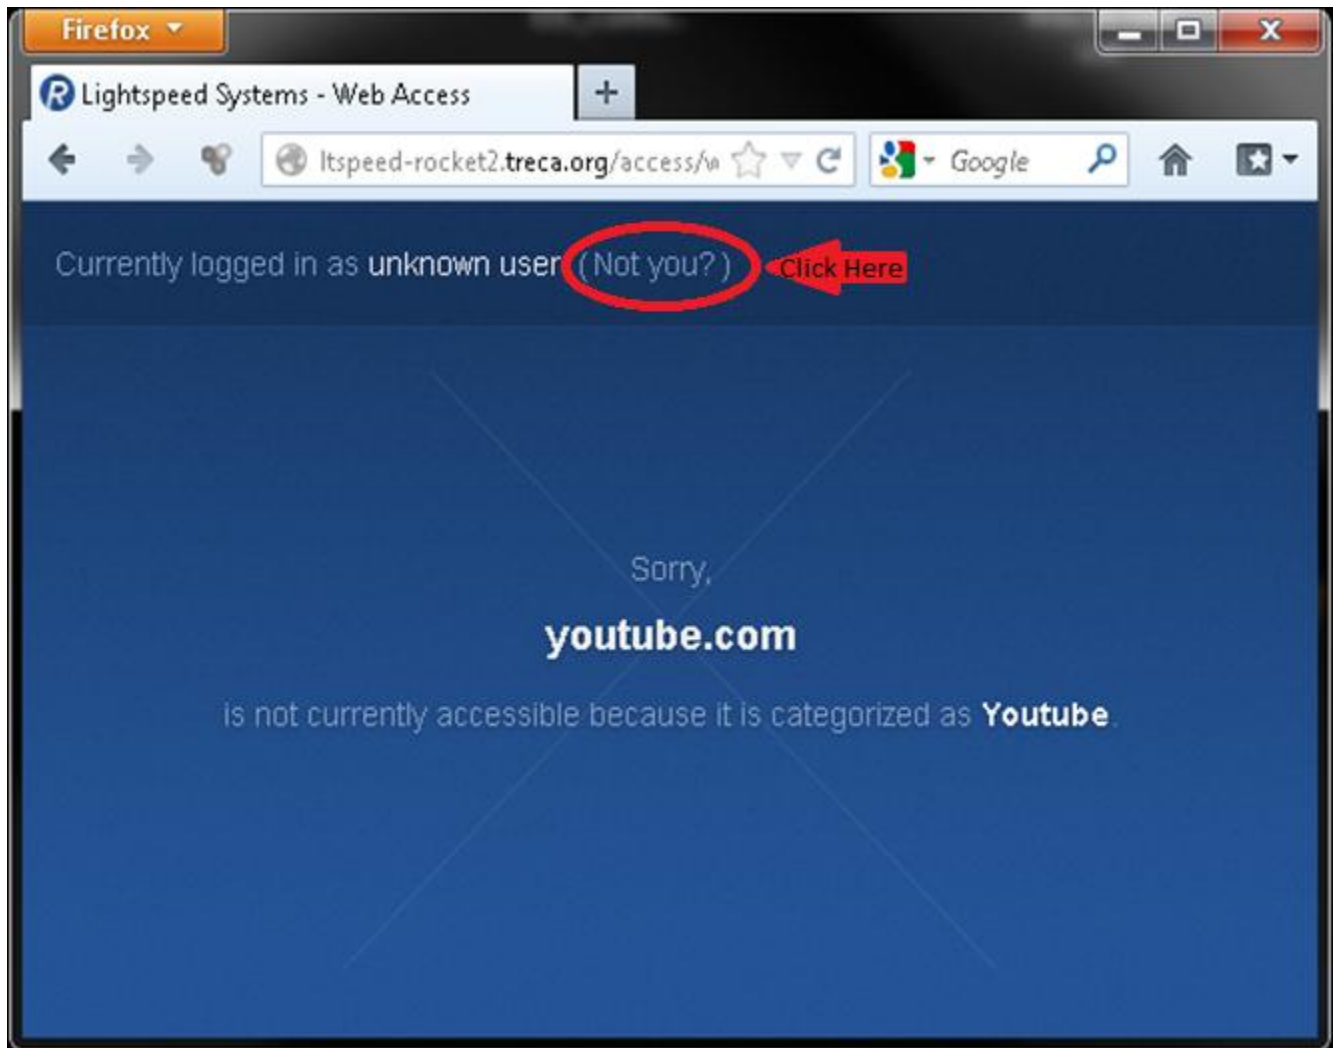 Firefox
Lightspeed Systems - Web Access
ltspeed-rocket2.treca.org/access/w
Google
Currently logged in as unknown user (Not you?)
Click Here
Sorry,
youtube.com
is not currently accessible because it is categorized as Youtube.